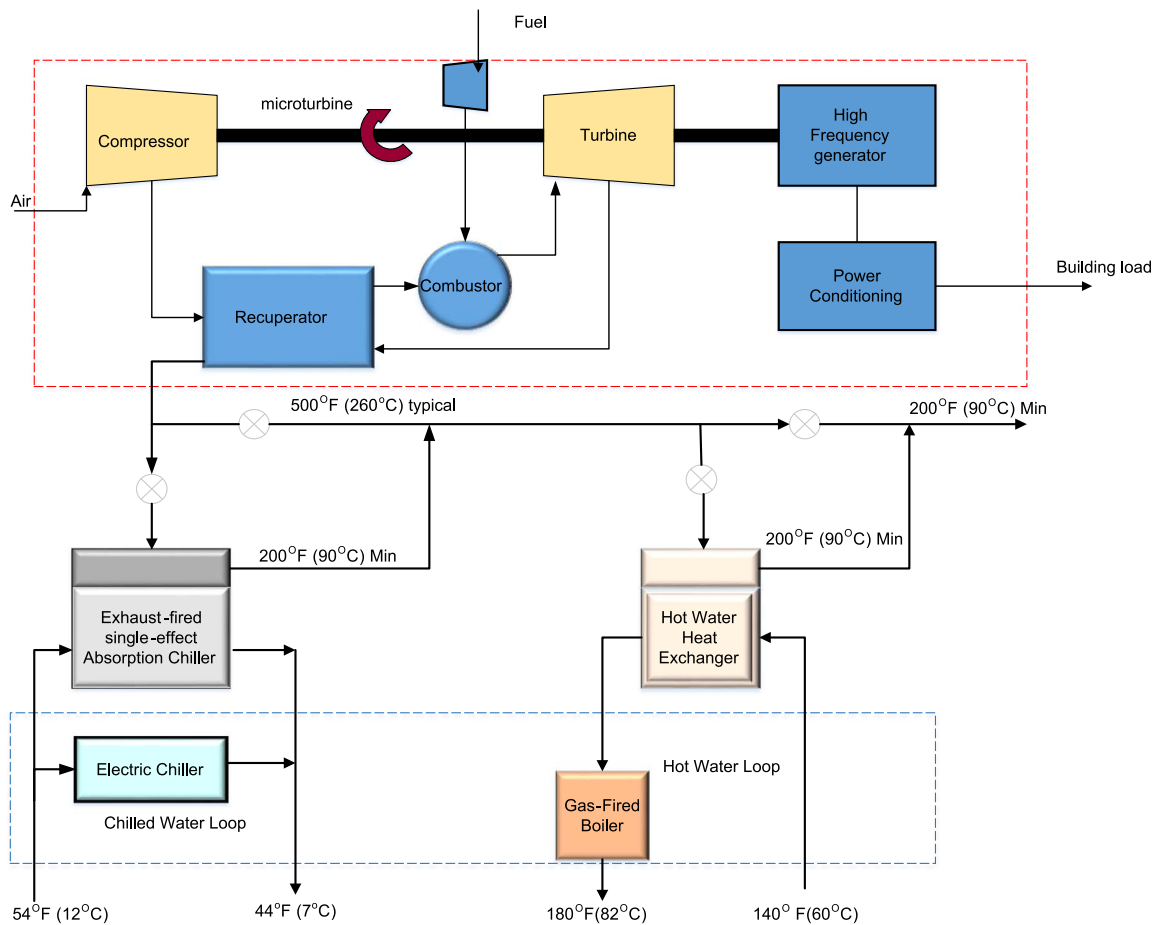 Fuel
microturbine
Compressor
Turbine
High
Frequency
generator
Air
Combustor
Recuperator
Power
Conditioning
Building load
500°F (260°C) typical
200°F (90°C) Min
200°F (90°C) Min
200°F (90°C) Min
Exhaust-fired
single-effect
Absorption Chiller
Hot Water
Heat
Exchanger
Electric Chiller
Chilled Water Loop
Hot Water Loop
Gas-Fired
Boiler
54°F (12°C)
44°F (7°C)
180°F(82°C)
140° F(60°C)